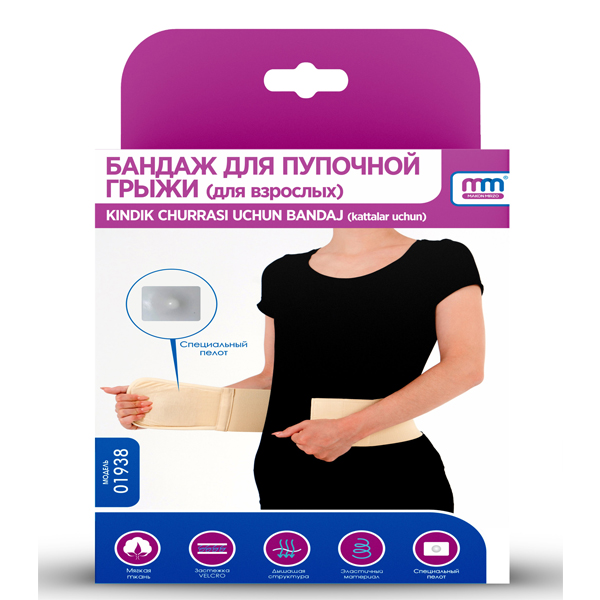 БАНДАЖ ДЛЯ ПУПОЧНОЙ
ГРЫЖИ (для взрослых)
KINDIK CHURRASI UCHUN BANDAJ (kattalar uchun)
mm®
Специальный
пелот
МОДЕЛЬ
01938
Мягкая
ткань
Застежка
VELCRO
Дышащая
структура
Эластичный
материал
Специальный
пелот